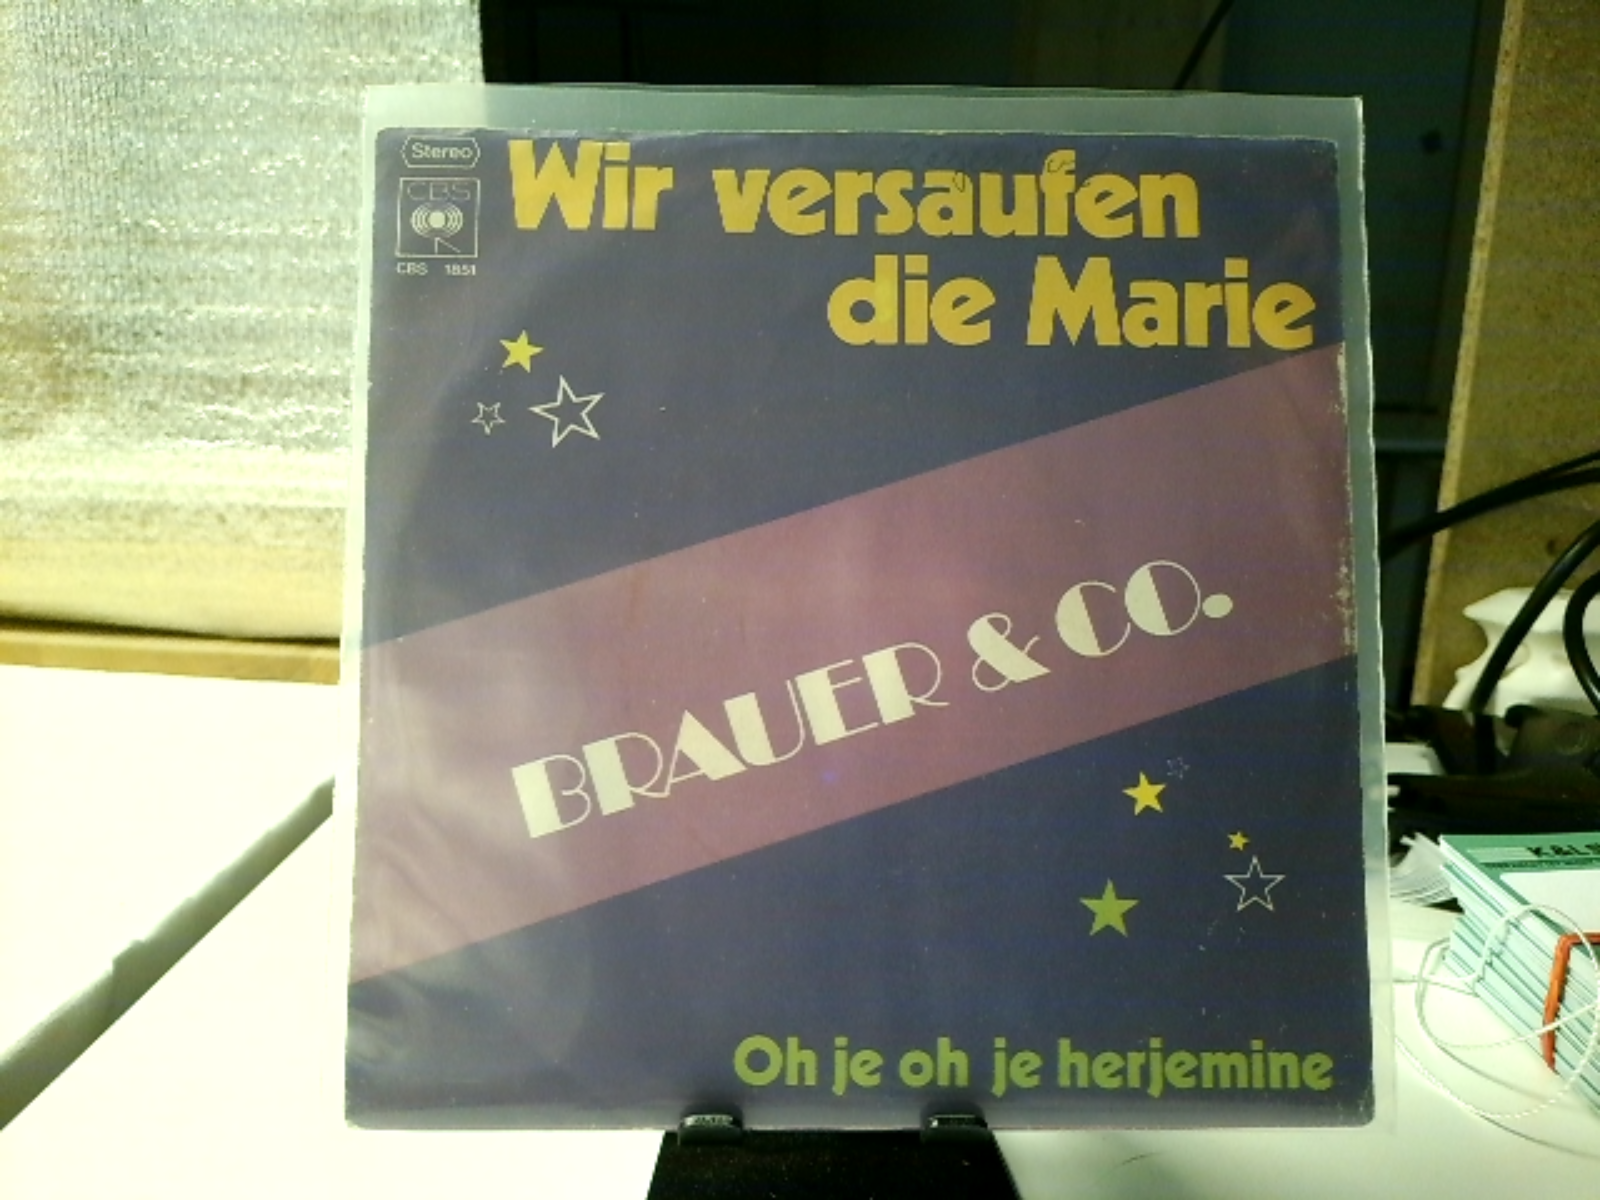 Stereo
CBS
CBS 1851
Wir versaufen
die Marie
BRAUER & CO.
Oh je oh je herjemine